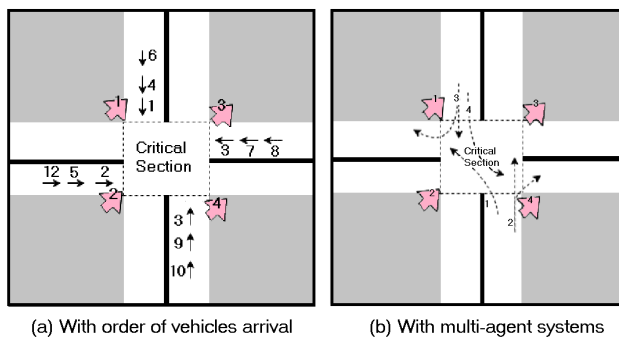 1
3
6
4
1
Critical
Section
3 7 8
12 5 2
2
4
3
9
10
(a) With order of vehicles arrival
1
3
3 4
Critical
Section
2
1
2
4
(b) With multi-agent systems